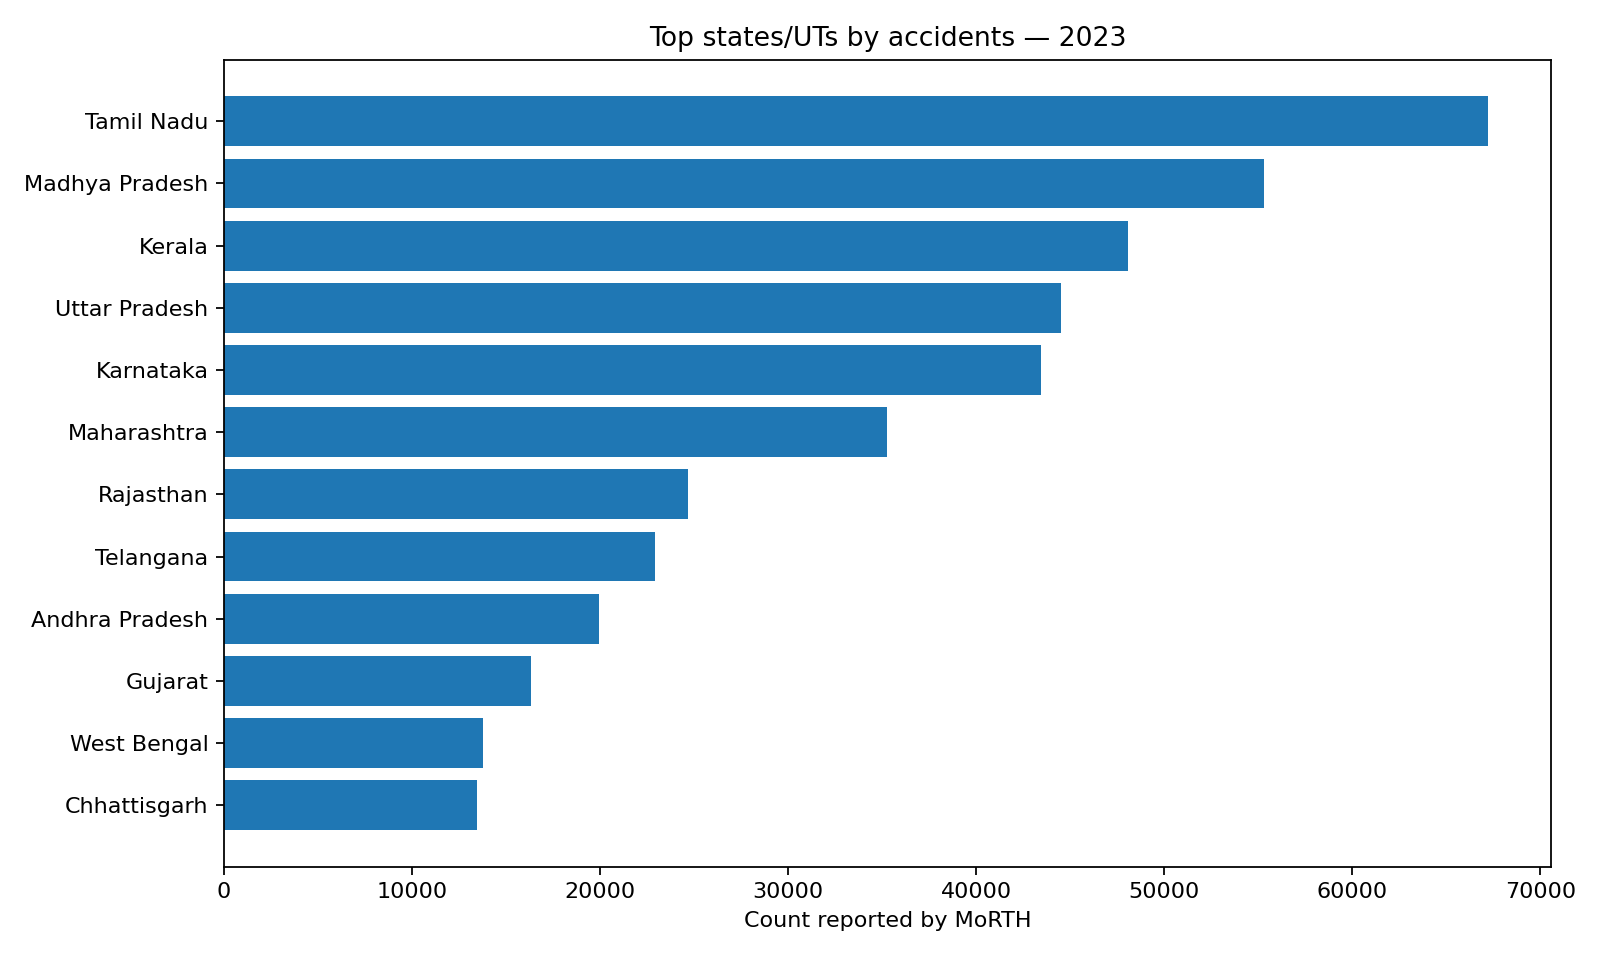 Top states/UTs by accidents — 2023
Tamil Nadu
Madhya Pradesh
Kerala
Uttar Pradesh
Karnataka
Maharashtra
Rajasthan
Telangana
Andhra Pradesh
Gujarat
West Bengal
Chhattisgarh
0 10000 20000 30000 40000 50000 60000 70000
Count reported by MoRTH